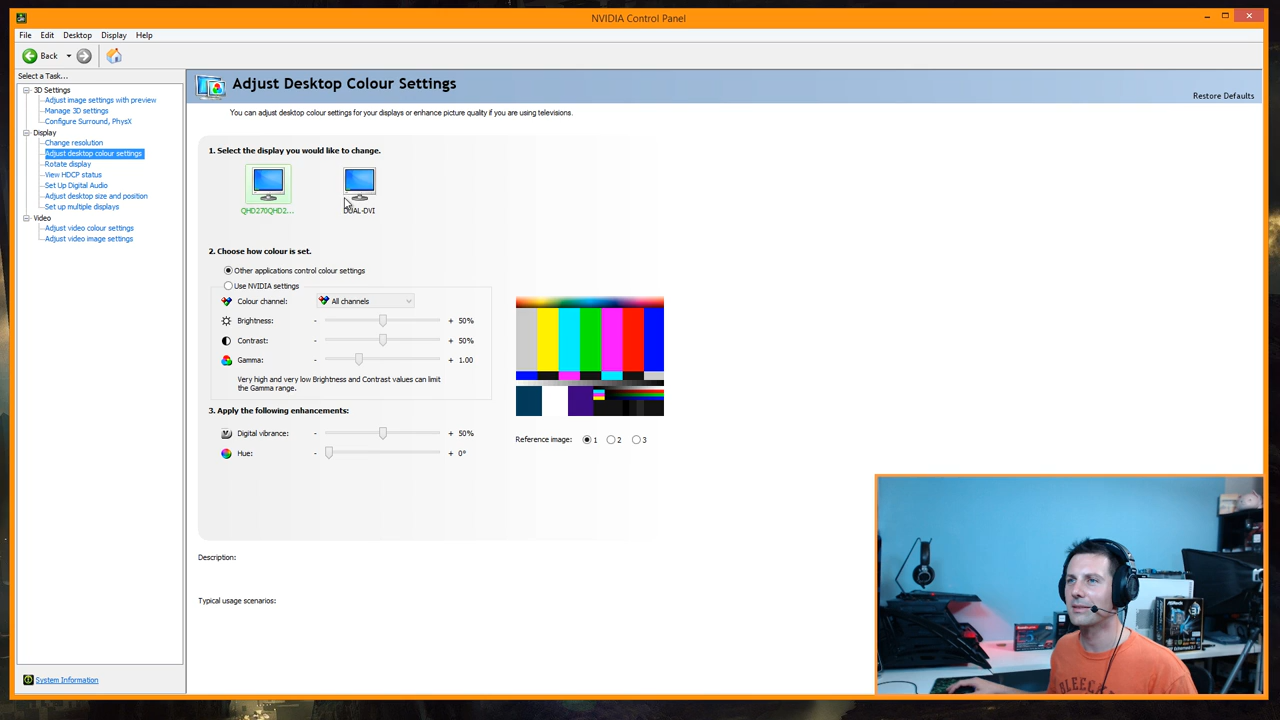 NVIDIA Control Panel
File Edit Desktop Display Help
Back
Select a Task...
3D Settings
Adjust image settings with preview
Manage 3D settings
Configure Surround, PhysX
Display
Change resolution
Adjust desktop colour settings
Rotate display
View HDCP status
Set Up Digital Audio
Adjust desktop size and position
Set up multiple displays
Video
Adjust video colour settings
Adjust video image settings
System Information
Adjust Desktop Colour Settings
Restore Defaults
You can adjust desktop colour settings for your displays or enhance picture quality if you are using televisions.
1. Select the display you would like to change.
QHD270QHD2... DUAL-DVI
2. Choose how colour is set.
Other applications control colour settings
Use NVIDIA settings
Colour channel: All channels
Brightness: - + 50%
Contrast: - + 50%
Gamma: - + 1.00
Very high and very low Brightness and Contrast values can limit
the Gamma range.
3. Apply the following enhancements:
Digital vibrance: - + 50%
Hue: - + 0°
Reference image: 1 2 3
Description:
Typical usage scenarios: